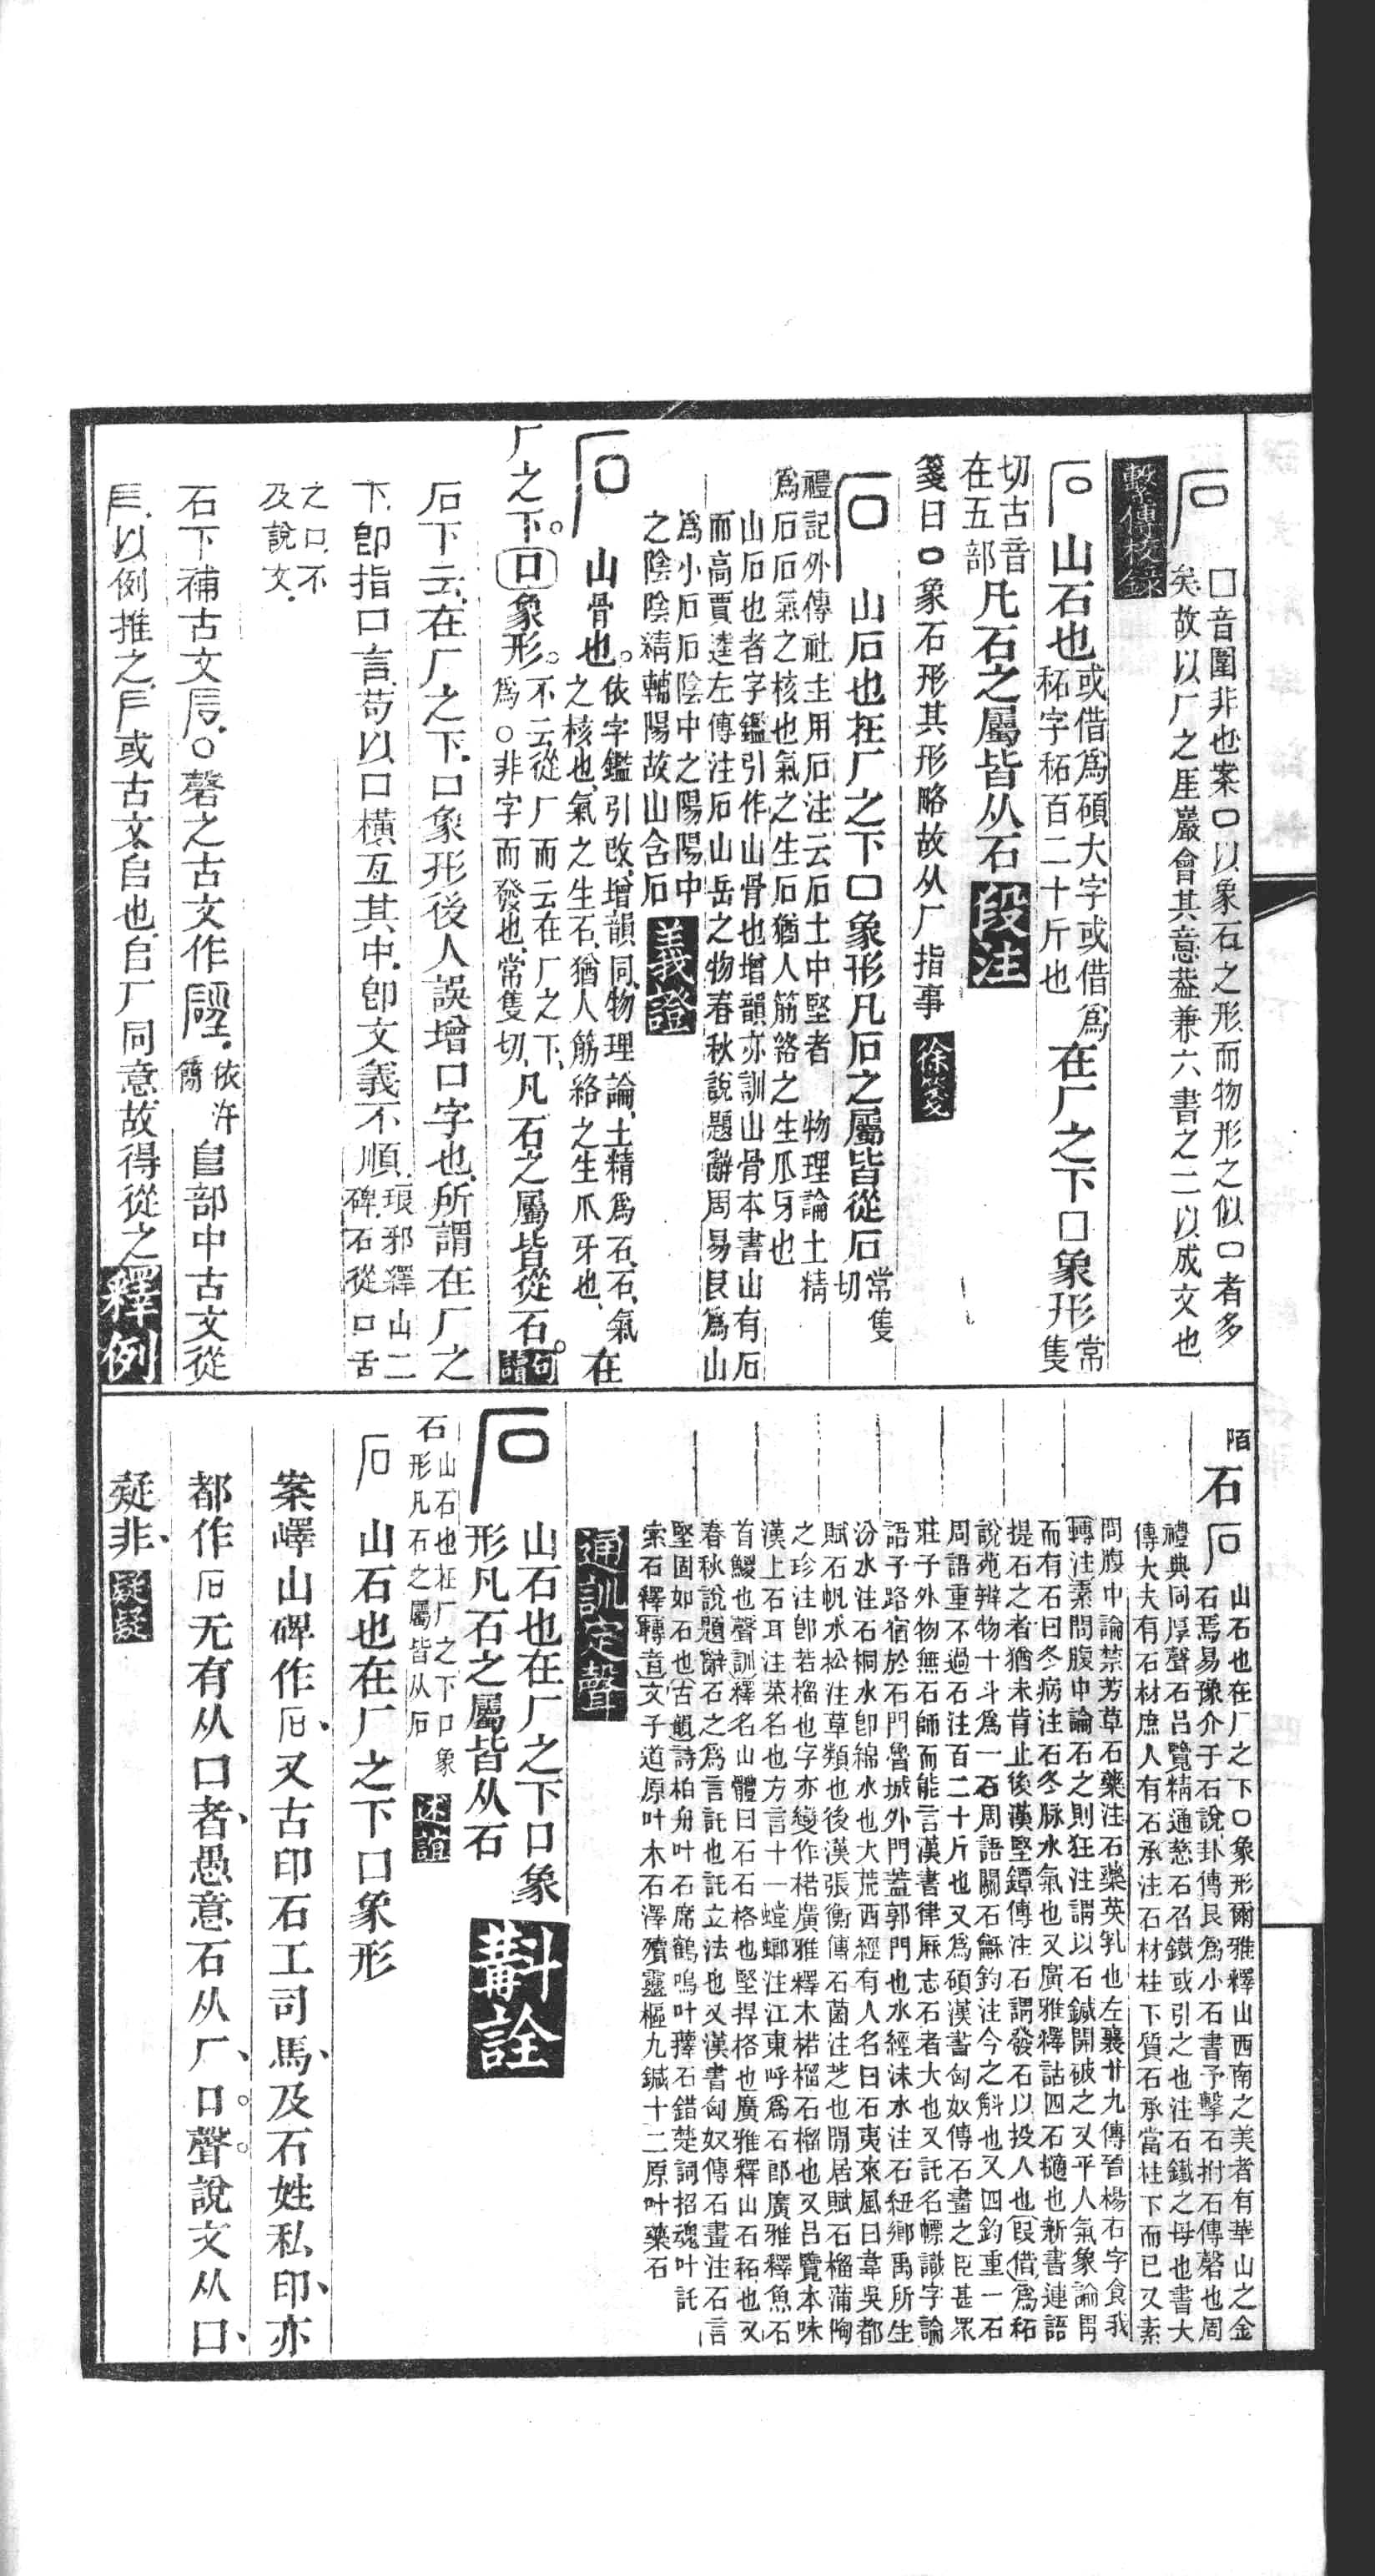 石
囗音圍非也案口以象石之形而物形之似口者多
矣故以厂之厓巖會其意葢兼六書之二以成文也
繫傳校錄
石 山石也
或借爲碩大字或借爲
秙字秙百二十斤也
在厂之下口象形
常隻
切古音
在五部
凡石之屬皆从石
段注
箋曰口象石形其形略故从厂指事
徐箋
石 山石也在厂之下口象形凡石之屬皆從石
常隻
切
禮記外傳社主用石注云石土中堅者 物理論土精
爲石石氣之核也氣之生石猶人筋絡之生爪牙也
山石也者字鑑引作山骨也增韻亦訓山骨本書山有石
而高賈逵左傳注石山岳之物春秋說題辭周易艮爲山
爲小石石陰中之陽陽中
之陰陰精輔陽故山含石
義證
石 山骨也。
依字鑑引改、增韻同、物理論、土精爲石、石、氣
之核也、氣之生石、猶人筋絡之生爪牙也、
在
厂之下。口象形。
不云從厂而云在厂之下、
爲○非字而發也、常隻切、
凡石之屬皆從石。
句讀
石下云、在厂之下、口象形後人誤增口字也、所謂在厂之
下、卽指口言、苟以口橫亙其中、卽文義不順、
琅邪繹山二
碑、石從口舌
之口、不
及說文、
石下補古文𠩵、○磬之古文作硜、
依許
篇
𠂤部中古文從
𠩵、以例推之、𠩵或古文𠂤也、𠂤厂同意、故得從之、
釋例
陌
石 石
山石也在厂之下口象形爾雅釋山西南之美者有華山之金
石焉易豫介于石說卦傳艮爲小石書予擊石拊石傳磬也周
禮典同厚聲石呂覽精通慈石召鐵或引之也注石鐵之母也書大
傳大夫有石材庶人有石承注石材柱下質石承當柱下而已又素
問腹中論禁芳草石藥注石藥英乳也左襄廿九傳晉楊石字食我
轉注素問腹中論石之則狂注謂以石鍼開破之又平人氣象論胃
而有石曰冬病注石冬脉水氣也又廣雅釋詁四石擿也新書連語
提石之者猶未肯止後漢堅鐔傳注石謂發石以投人也叚借爲秙
說苑辨物十斗爲一石周語關石龢鈞注今之斛也又四鈞重一石
周語重不過石注百二十斤也又爲碩漢書匈奴傳石畫之臣甚眾
莊子外物無石師而能言漢書律厤志石者大也又託名幖識字論
語子路宿於石門魯城外門蓋郭門也水經沬水注石紐鄉禹所生
汾水注石桐水卽綿水也大荒西經有人名曰石夷來風曰韋吳都
賦石帆水松注草類也後漢張衡傳石菌注芝也閒居賦石榴蒲陶
之珍注卽若榴也字亦變作楉廣雅釋木楉榴石榴也又呂覽本味
漢上石耳注菜名也方言十一螳螂注江東呼爲石郎廣雅釋魚石
首鯼也聲訓釋名山體曰石石格也堅捍格也廣雅釋山石秙也又
春秋說題辭石之爲言託也託立法也又漢書匈奴傳石畫注石言
堅固如石也古韻詩柏舟叶石席鶴鳴叶蘀石錯楚詞招魂叶託
索石釋轉音文子道原叶木石澤殰靈樞九鍼十二原叶藥石
通訓定聲
石
山石也在厂之下口象
形凡石之屬皆从石
斠詮
石
山石也在厂之下口象
形凡石之屬皆从石
述誼
石 山石也在厂之下口象形
案嶧山碑作石、又古印石工司馬、及石姓私印、亦
都作石无有从口者、愚意石从厂、口。聲。說文从口、
疑非、
疑疑